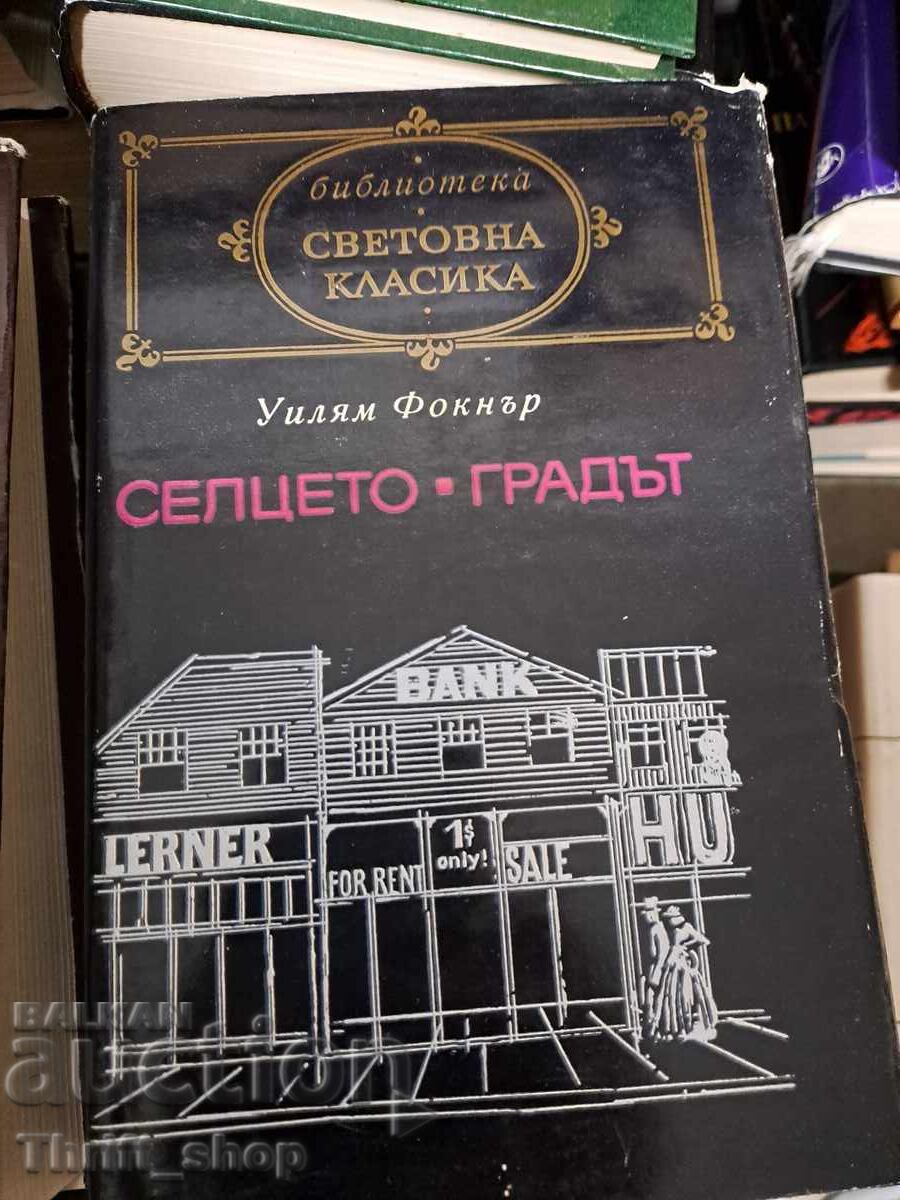 библиотека
СВЕТОВНА
КЛАСИКА
Уилям Фокнър
СЕЛЦЕТО · ГРАДЪТ
BANK
LERNER
FOR RENT
1$ only!
SALE
HU
BALKAN
auction
Thrift_shop